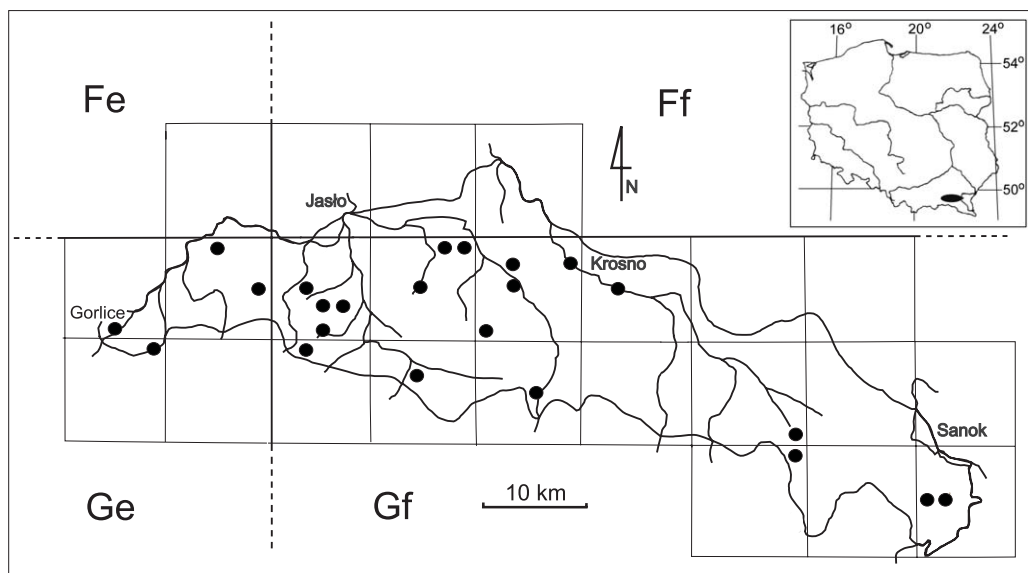 16° 20° 24°
54°
Fe Ff
52°
N
50°
Jasło
Krosno
Gorlice
Sanok
Ge Gf 10 km